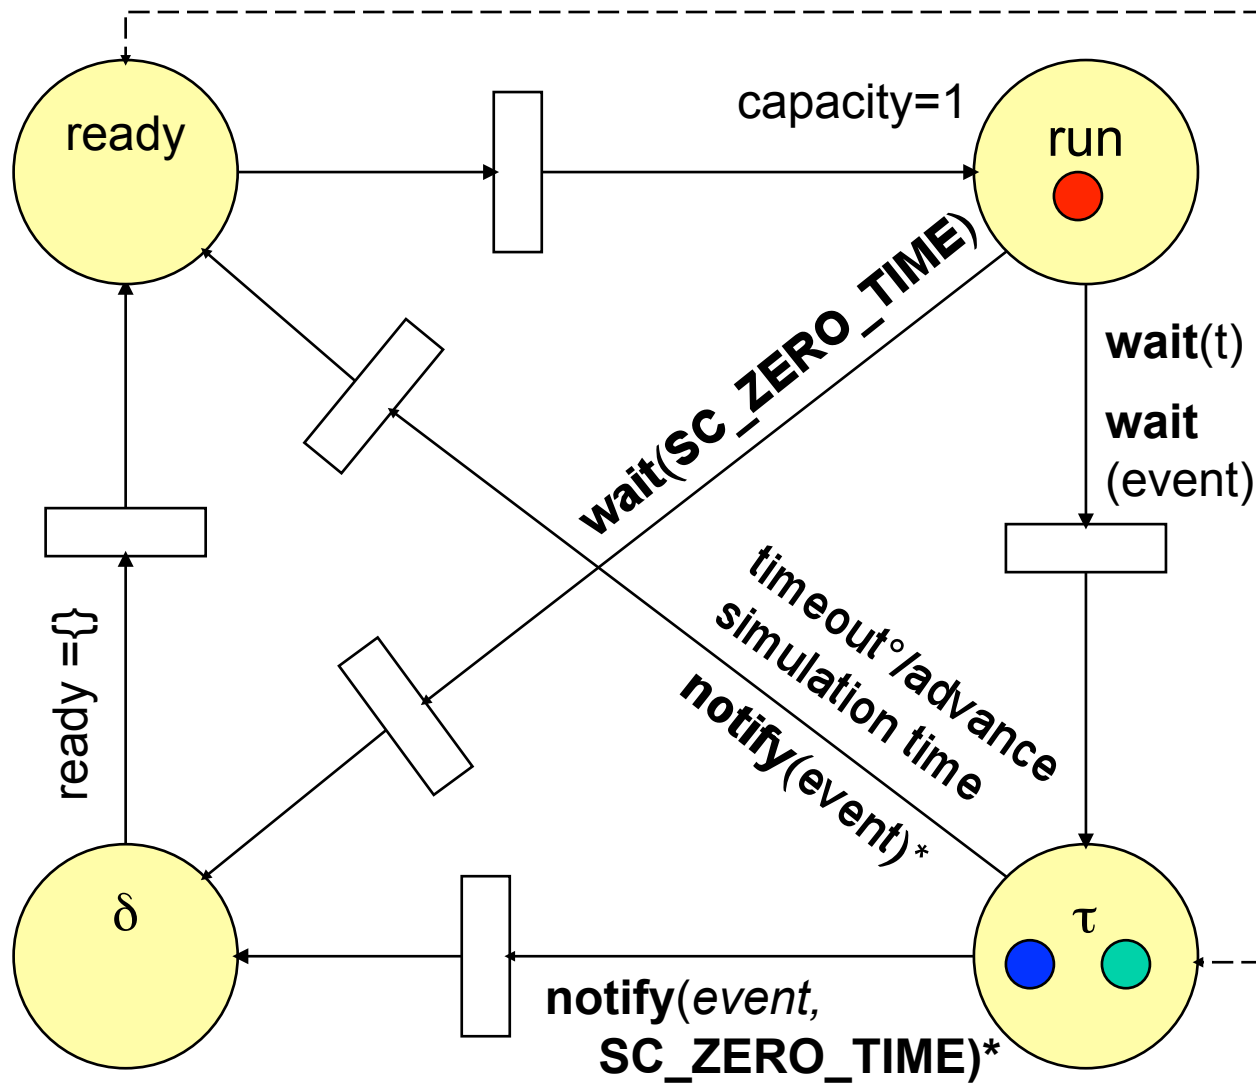 capacity=1
ready
run
wait(SC_ZERO_TIME)
wait(t)
wait
(event)
timeout°/advance
simulation time
notify(event)*
ready ={}
δ
τ
notify(event,
SC_ZERO_TIME)*